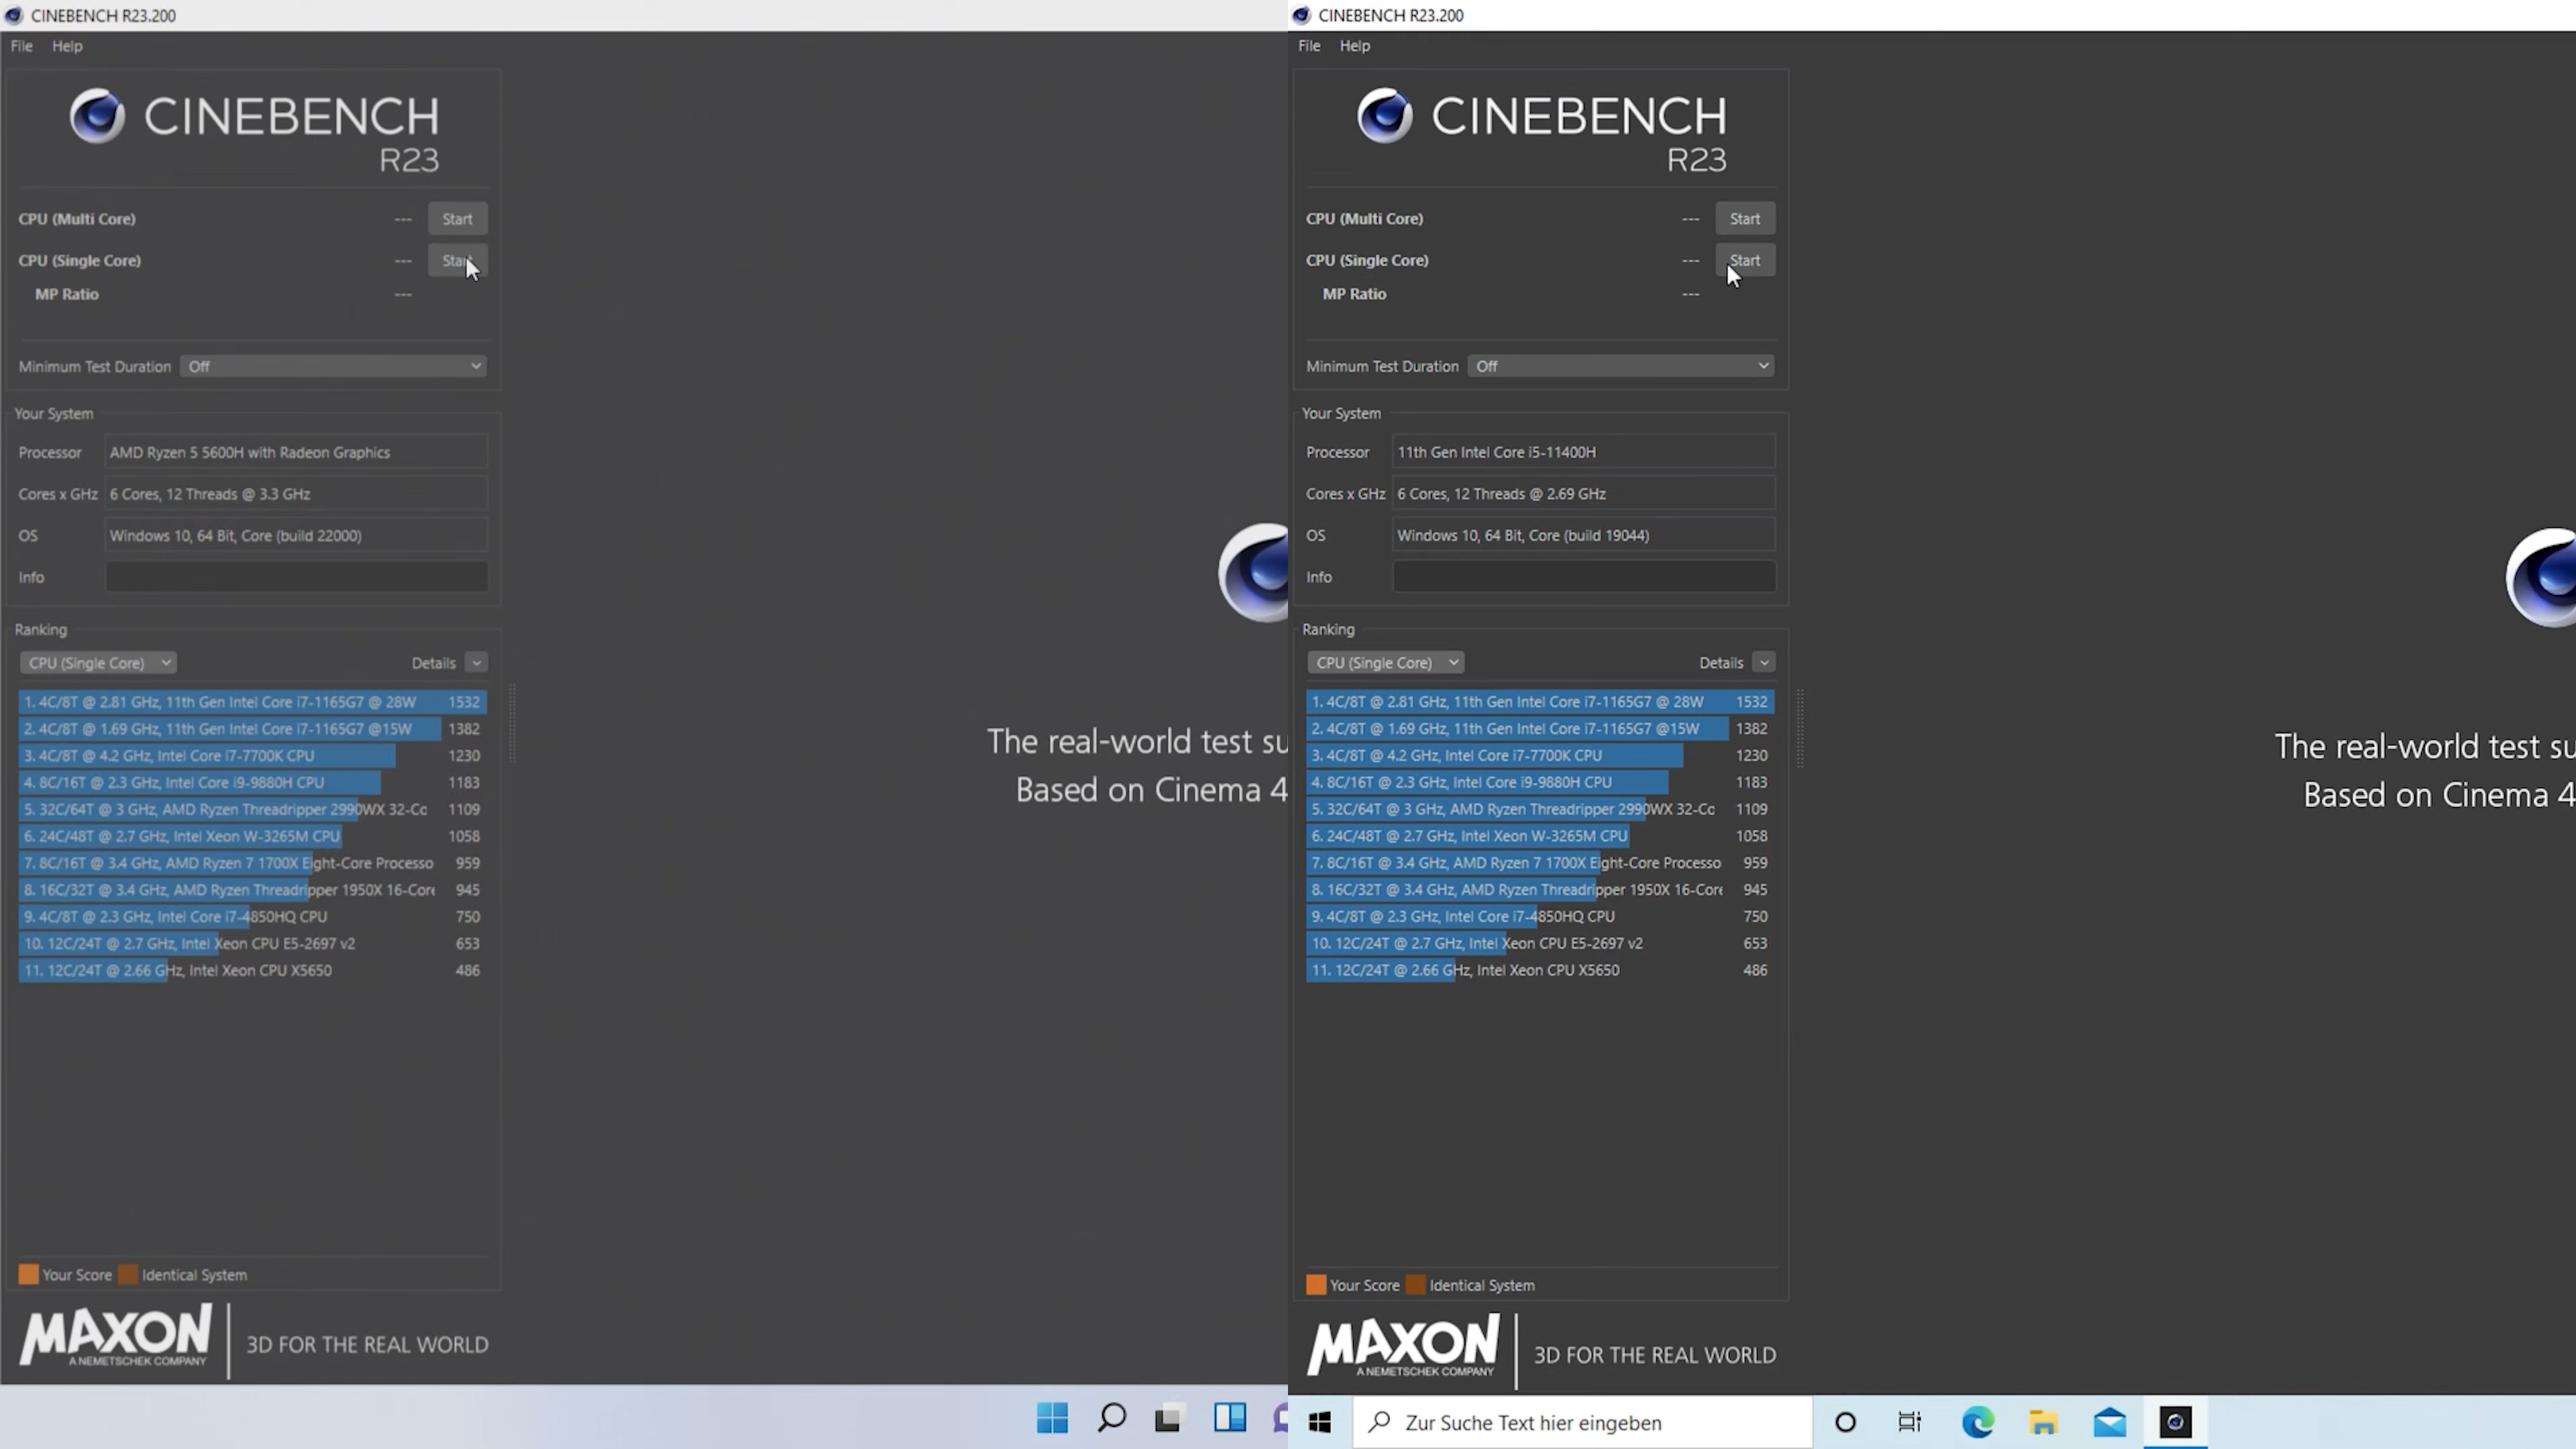 CINEBENCH R23.200
File Help
CINEBENCH
R23
CPU (Multi Core) --- Start
CPU (Single Core) --- Start
MP Ratio ---
Minimum Test Duration Off
Your System
Processor AMD Ryzen 5 5600H with Radeon Graphics
Cores x GHz 6 Cores, 12 Threads @ 3.3 GHz
OS Windows 10, 64 Bit, Core (build 22000)
Info
Ranking
CPU (Single Core) Details
1. 4C/8T @ 2.81 GHz, 11th Gen Intel Core i7-1165G7 @ 28W 1532
2. 4C/8T @ 1.69 GHz, 11th Gen Intel Core i7-1165G7 @15W 1382
3. 4C/8T @ 4.2 GHz, Intel Core i7-7700K CPU 1230
4. 8C/16T @ 2.3 GHz, Intel Core i9-9880H CPU 1183
5. 32C/64T @ 3 GHz, AMD Ryzen Threadripper 2990WX 32-Co 1109
6. 24C/48T @ 2.7 GHz, Intel Xeon W-3265M CPU 1058
7. 8C/16T @ 3.4 GHz, AMD Ryzen 7 1700X Eight-Core Processo 959
8. 16C/32T @ 3.4 GHz, AMD Ryzen Threadripper 1950X 16-Core 945
9. 4C/8T @ 2.3 GHz, Intel Core i7-4850HQ CPU 750
10. 12C/24T @ 2.7 GHz, Intel Xeon CPU E5-2697 v2 653
11. 12C/24T @ 2.66 GHz, Intel Xeon CPU X5650 486
Your Score Identical System
MAXON
A NEMETSCHEK COMPANY
3D FOR THE REAL WORLD
The real-world test su
Based on Cinema 4
CINEBENCH R23.200
File Help
CINEBENCH
R23
CPU (Multi Core) --- Start
CPU (Single Core) --- Start
MP Ratio ---
Minimum Test Duration Off
Your System
Processor 11th Gen Intel Core i5-11400H
Cores x GHz 6 Cores, 12 Threads @ 2.69 GHz
OS Windows 10, 64 Bit, Core (build 19044)
Info
Ranking
CPU (Single Core) Details
1. 4C/8T @ 2.81 GHz, 11th Gen Intel Core i7-1165G7 @ 28W 1532
2. 4C/8T @ 1.69 GHz, 11th Gen Intel Core i7-1165G7 @15W 1382
3. 4C/8T @ 4.2 GHz, Intel Core i7-7700K CPU 1230
4. 8C/16T @ 2.3 GHz, Intel Core i9-9880H CPU 1183
5. 32C/64T @ 3 GHz, AMD Ryzen Threadripper 2990WX 32-Co 1109
6. 24C/48T @ 2.7 GHz, Intel Xeon W-3265M CPU 1058
7. 8C/16T @ 3.4 GHz, AMD Ryzen 7 1700X Eight-Core Processo 959
8. 16C/32T @ 3.4 GHz, AMD Ryzen Threadripper 1950X 16-Core 945
9. 4C/8T @ 2.3 GHz, Intel Core i7-4850HQ CPU 750
10. 12C/24T @ 2.7 GHz, Intel Xeon CPU E5-2697 v2 653
11. 12C/24T @ 2.66 GHz, Intel Xeon CPU X5650 486
Your Score Identical System
MAXON
A NEMETSCHEK COMPANY
3D FOR THE REAL WORLD
The real-world test su
Based on Cinema 4
Zur Suche Text hier eingeben